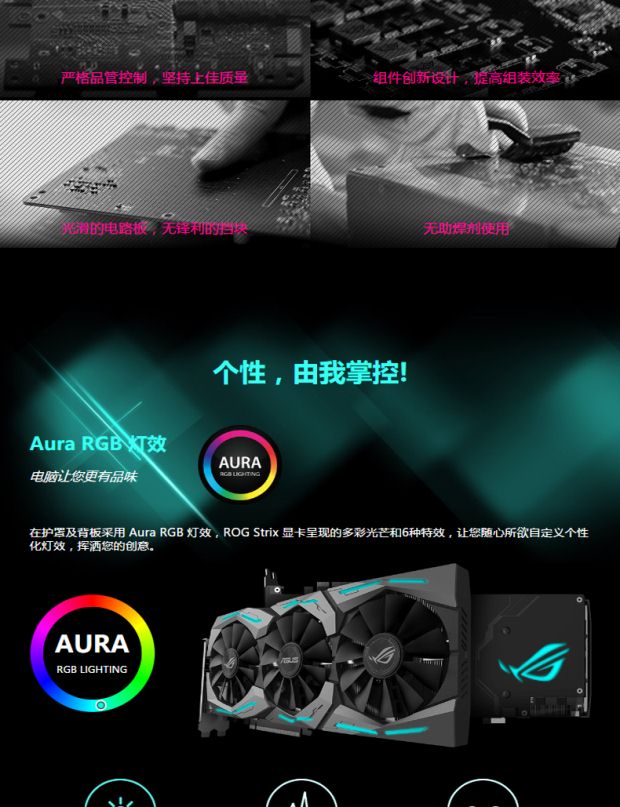 严格品管控制，坚持上佳质量
组件创新设计，提高组装效率
光滑的电路板，无锋利的挡块
无助焊剂使用
个性，由我掌控!
Aura RGB 灯效
AURA
RGB LIGHTING
电脑让您更有品味
在护罩及背板采用 Aura RGB 灯效，ROG Strix 显卡呈现的多彩光芒和6种特效，让您随心所欲自定义个性
化灯效，挥洒您的创意。
AURA
RGB LIGHTING
ASUS